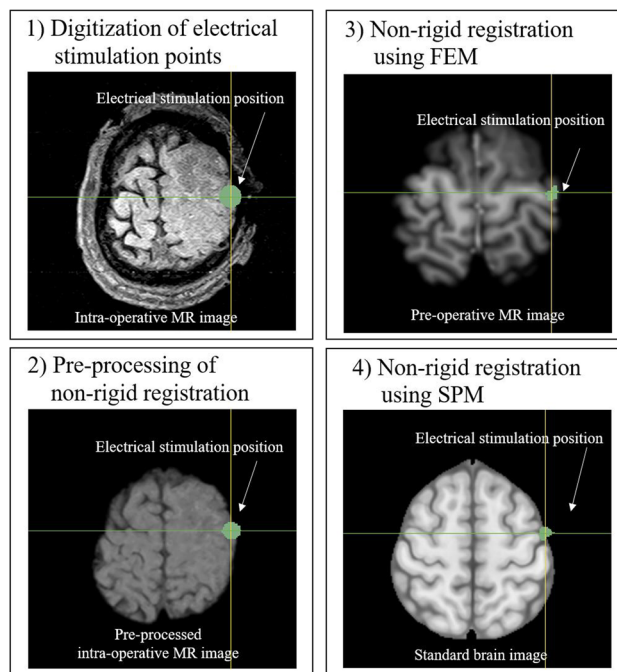 1) Digitization of electrical
stimulation points
Electrical stimulation position
Intra-operative MR image
2) Pre-processing of
non-rigid registration
Electrical stimulation position
Pre-processed
intra-operative MR image
3) Non-rigid registration
using FEM
Electrical stimulation position
Pre-operative MR image
4) Non-rigid registration
using SPM
Electrical stimulation position
Standard brain image